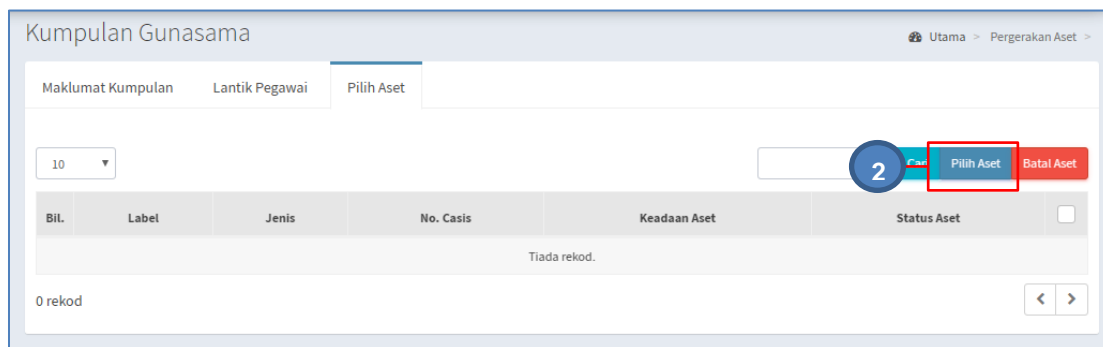 Kumpulan Gunasama
Utama > Pergerakan Aset >
Maklumat Kumpulan Lantik Pegawai Pilih Aset
10 2 Cari Pilih Aset Batal Aset
Bil. Label Jenis No. Casis Keadaan Aset Status Aset
Tiada rekod.
0 rekod